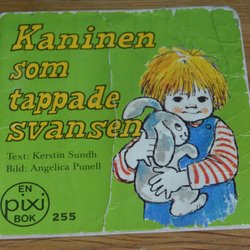 Kaninen
som
tappade
svansen
Text: Kerstin Sundh
Bild: Angelica Punell
EN
pixi
BOK
255